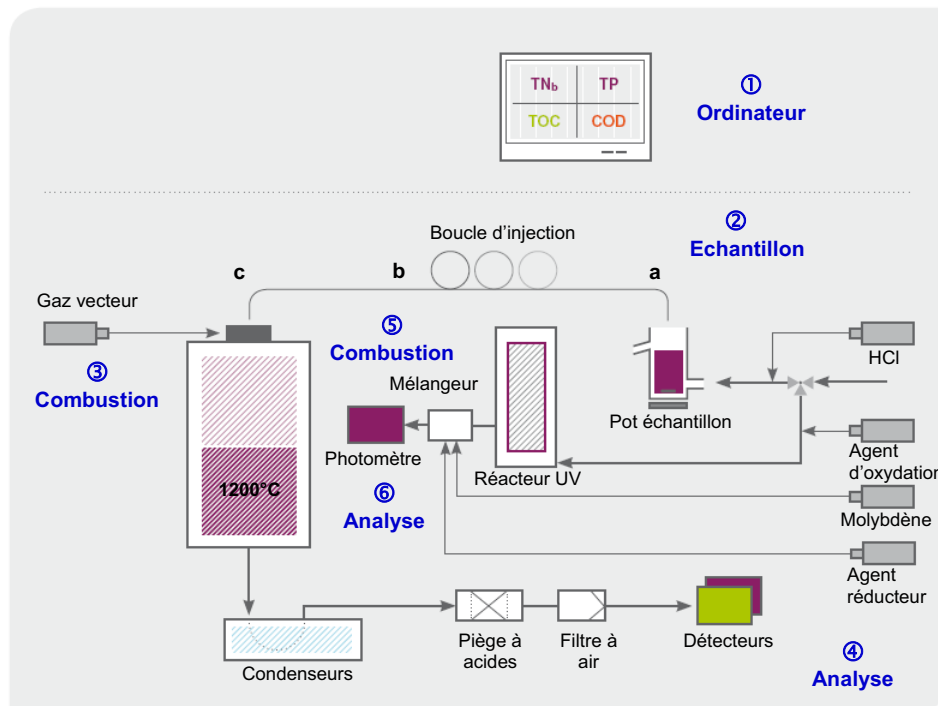 TNb TP
TOC COD
①
Ordinateur
②
Echantillon
Boucle d’injection
c
b
a
Gaz vecteur
③
Combustion
⑤
Combustion
Mélangeur
HCl
Pot échantillon
Photomètre
Réacteur UV
Agent
d’oxydation
1200°C
⑥
Analyse
Molybdène
Agent
réducteur
Condenseurs
Piège à
acides
Filtre à
air
Détecteurs
④
Analyse